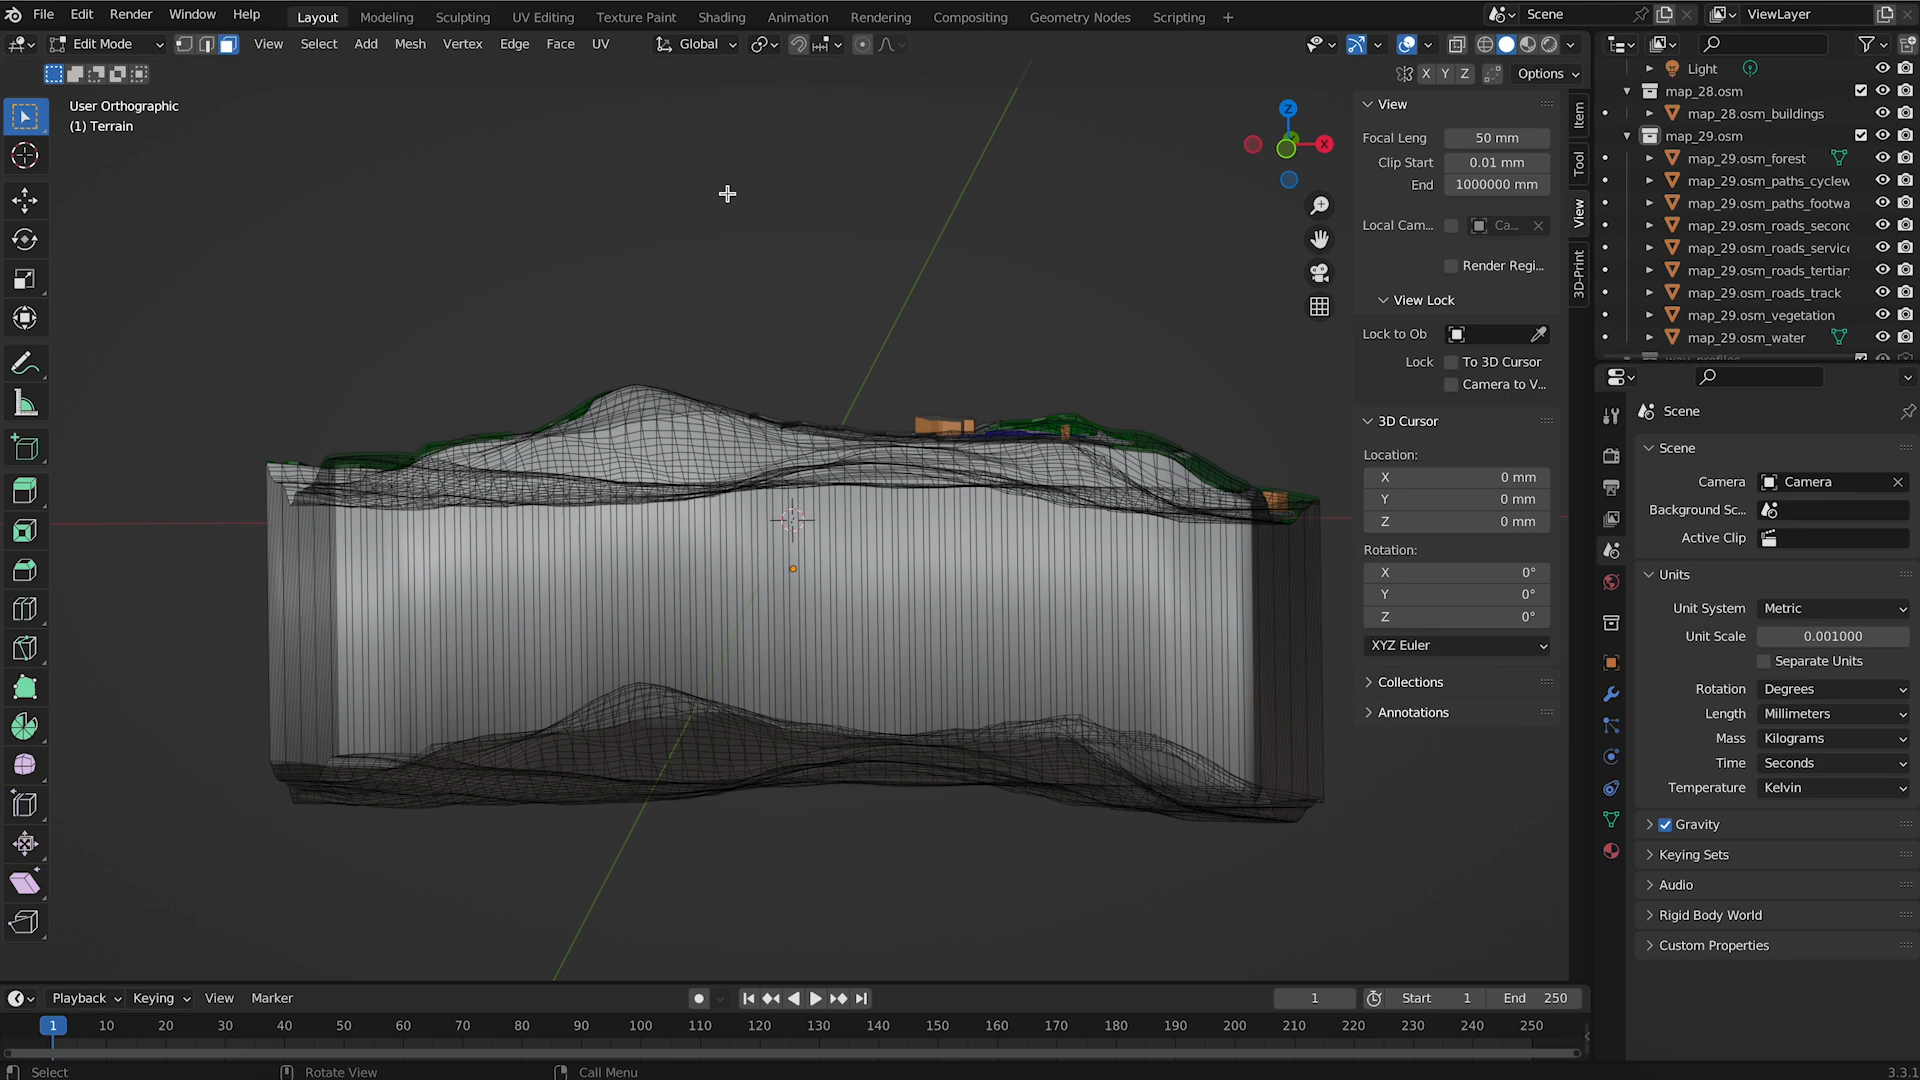 File Edit Render Window Help Layout Modeling Sculpting UV Editing Texture Paint Shading Animation Rendering Compositing Geometry Nodes Scripting + Scene ViewLayer
Edit Mode View Select Add Mesh Vertex Edge Face UV Global
X Y Z Options
User Orthographic
(1) Terrain
Z
X
View
Focal Leng 50 mm
Clip Start 0.01 mm
End 1000000 mm
Local Cam... Ca...
Render Regi...
View Lock
Lock to Ob
Lock To 3D Cursor
Camera to V...
3D Cursor
Location:
X 0 mm
Y 0 mm
Z 0 mm
Rotation:
X 0°
Y 0°
Z 0°
XYZ Euler
Collections
Annotations
Item
Tool
View
3D-Print
Light
map_28.osm
map_28.osm_buildings
map_29.osm
map_29.osm_forest
map_29.osm_paths_cyclew
map_29.osm_paths_footwa
map_29.osm_roads_secon
map_29.osm_roads_service
map_29.osm_roads_tertiar
map_29.osm_roads_track
map_29.osm_vegetation
map_29.osm_water
Scene
Scene
Camera Camera
Background Sc...
Active Clip
Units
Unit System Metric
Unit Scale 0.001000
Separate Units
Rotation Degrees
Length Millimeters
Mass Kilograms
Time Seconds
Temperature Kelvin
Gravity
Keying Sets
Audio
Rigid Body World
Custom Properties
Playback Keying View Marker 1 Start 1 End 250
1 10 20 30 40 50 60 70 80 90 100 110 120 130 140 150 160 170 180 190 200 210 220 230 240 250
Select Rotate View Call Menu 3.3.1